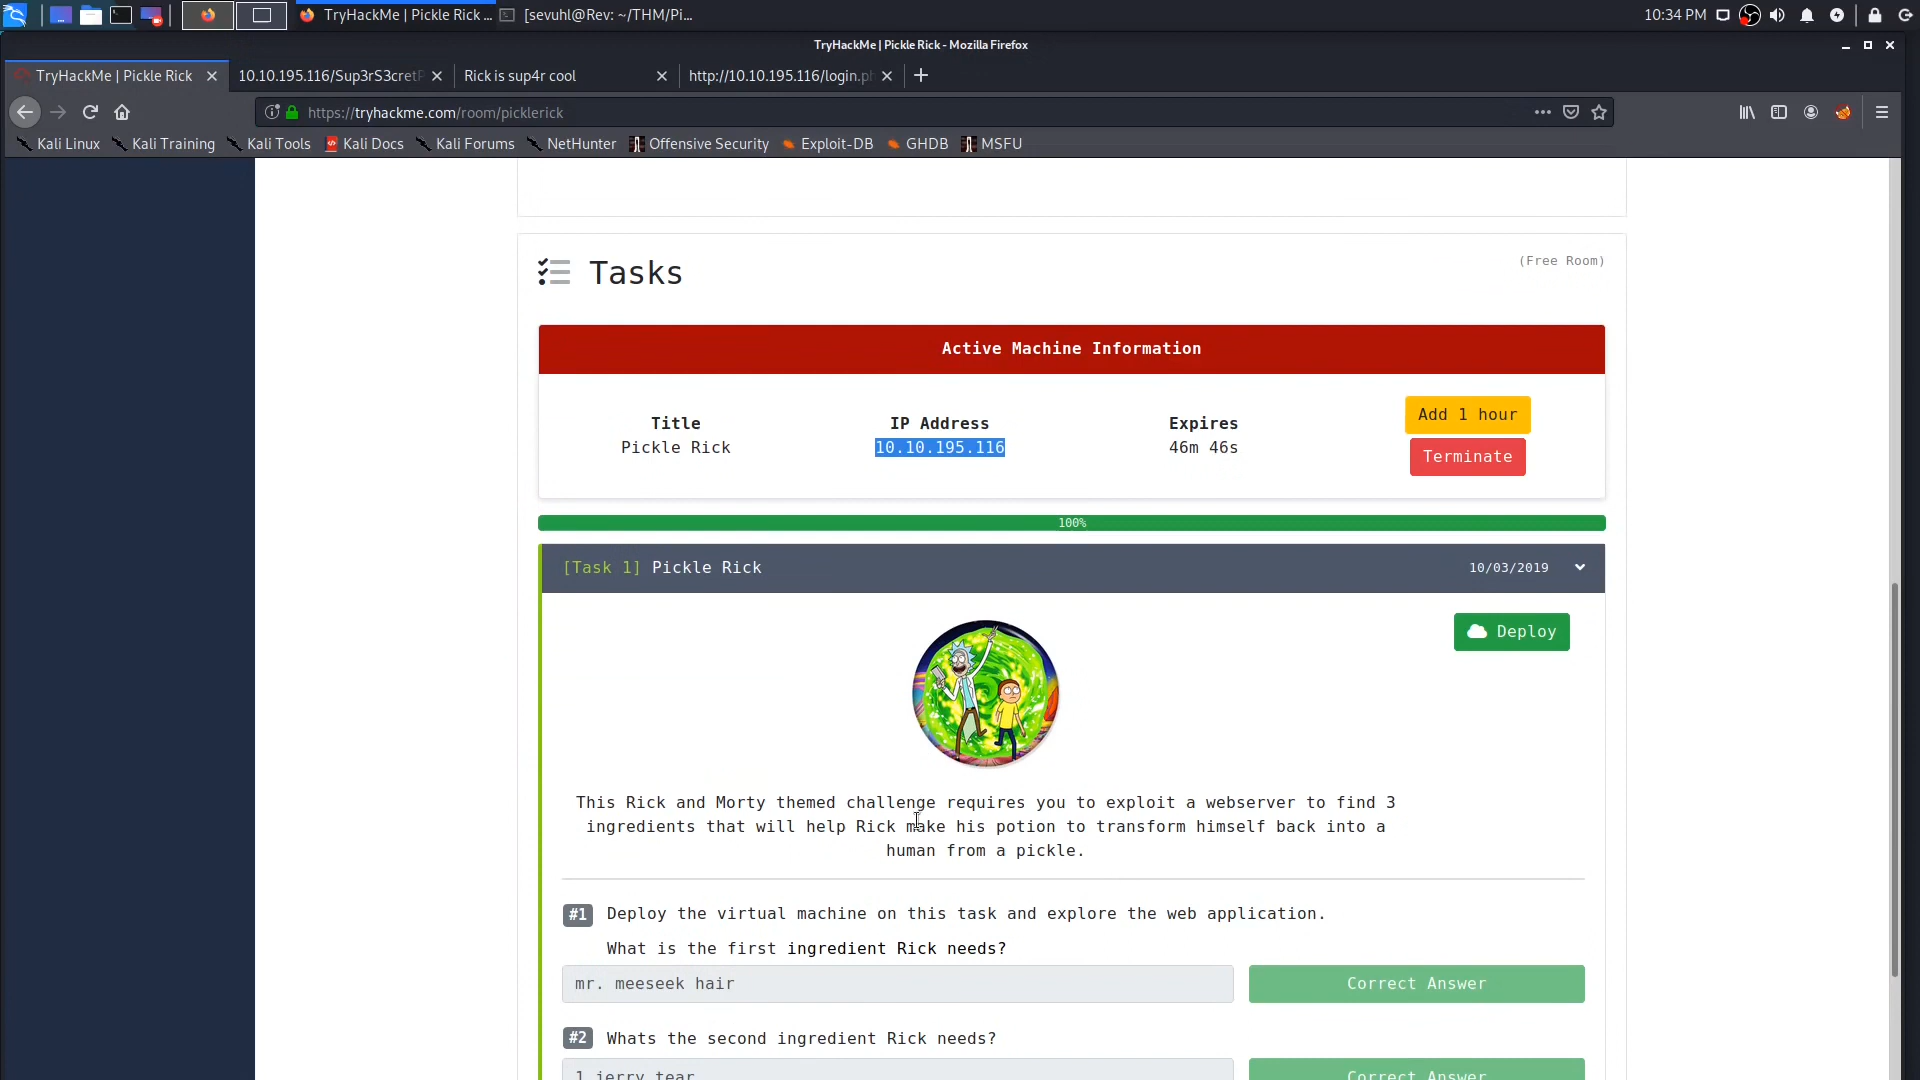 TryHackMe | Pickle Rick ...
[sevuhl@Rev: ~/THM/Pi...
10:34 PM
TryHackMe | Pickle Rick - Mozilla Firefox
TryHackMe | Pickle Rick
10.10.195.116/Sup3rS3cretP
Rick is sup4r cool
http://10.10.195.116/login.ph
https://tryhackme.com/room/picklerick
Kali Linux
Kali Training
Kali Tools
Kali Docs
Kali Forums
NetHunter
Offensive Security
Exploit-DB
GHDB
MSFU
Tasks
(Free Room)
Active Machine Information
Title
IP Address
Expires
Add 1 hour
Pickle Rick
10.10.195.116
46m 46s
Terminate
100%
[Task 1] Pickle Rick
10/03/2019
Deploy
This Rick and Morty themed challenge requires you to exploit a webserver to find 3
ingredients that will help Rick make his potion to transform himself back into a
human from a pickle.
#1 Deploy the virtual machine on this task and explore the web application.
What is the first ingredient Rick needs?
mr. meeseek hair
Correct Answer
#2 Whats the second ingredient Rick needs?
1 jerry tear
Correct Answer